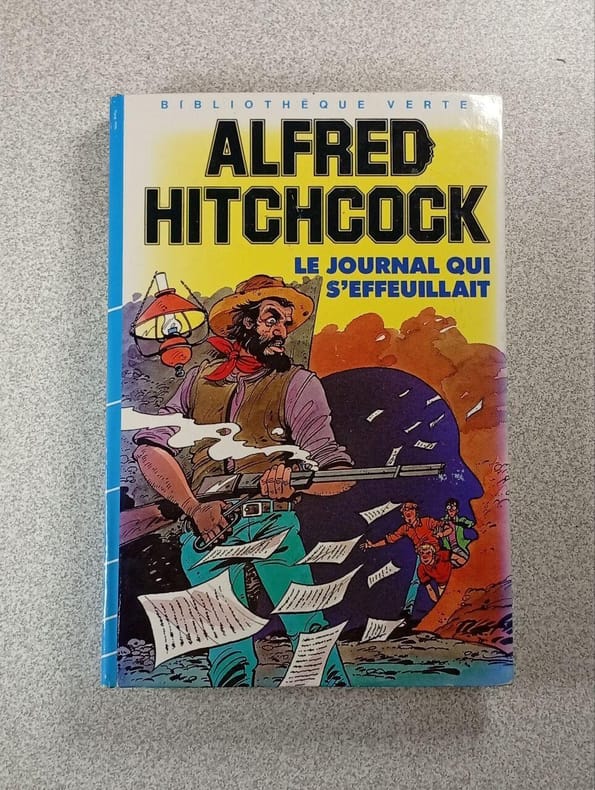 BIBLIOTHÈQUE VERTE
ALFRED
HITCHCOCK
LE JOURNAL QUI
S'EFFEUILLAIT